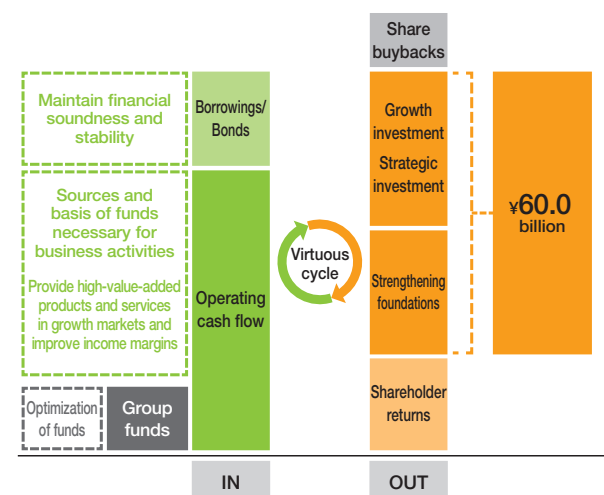 Share
buybacks
Maintain financial
soundness and
stability
Borrowings/
Bonds
Growth
investment
Strategic
investment
Sources and
basis of funds
necessary for
business activities
Provide high-value-added
products and services
in growth markets and
improve income margins
Operating
cash flow
Virtuous
cycle
Strengthening
foundations
¥60.0
billion
Optimization
of funds
Group
funds
Shareholder
returns
IN
OUT